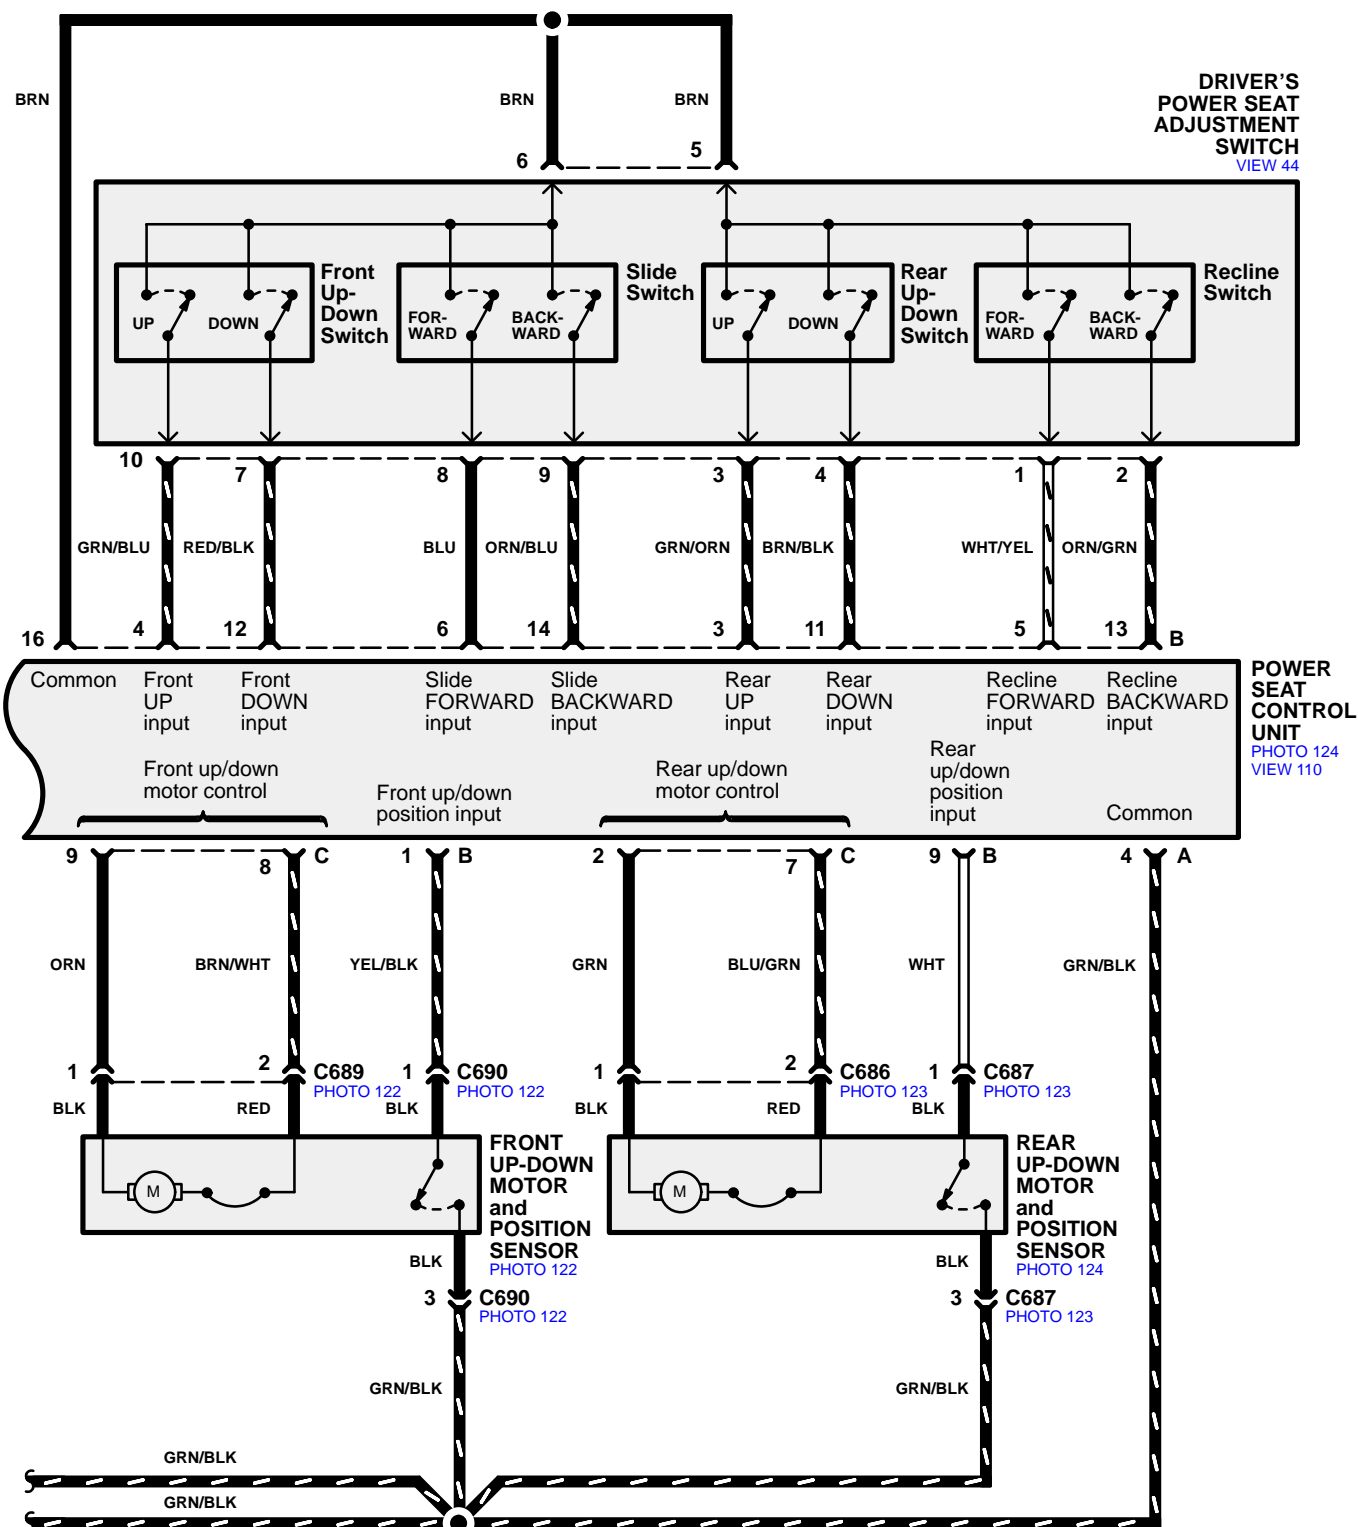 BRN
BRN
BRN
6
5
DRIVER'S
POWER SEAT
ADJUSTMENT
SWITCH
VIEW 44
Front
Up-
Down
Switch
UP
DOWN
Slide
Switch
FOR-
WARD
BACK-
WARD
Rear
Up-
Down
Switch
UP
DOWN
Recline
Switch
FOR-
WARD
BACK-
WARD
10
7
8
9
3
4
1
2
GRN/BLU
RED/BLK
BLU
ORN/BLU
GRN/ORN
BRN/BLK
WHT/YEL
ORN/GRN
16
4
12
6
14
3
11
5
13
B
Common
Front
UP
input
Front
DOWN
input
Slide
FORWARD
input
Slide
BACKWARD
input
Rear
UP
input
Rear
DOWN
input
Recline
FORWARD
input
Recline
BACKWARD
input
POWER
SEAT
CONTROL
UNIT
PHOTO 124
VIEW 110
Front up/down
motor control
Front up/down
position input
Rear up/down
motor control
Rear
up/down
position
input
Common
9
8
C
1
B
2
7
C
9
B
4
A
ORN
BRN/WHT
YEL/BLK
GRN
BLU/GRN
WHT
GRN/BLK
1
2
C689
PHOTO 122
1
C690
PHOTO 122
1
2
C686
PHOTO 123
1
C687
PHOTO 123
BLK
RED
BLK
BLK
RED
BLK
M
FRONT
UP-DOWN
MOTOR
and
POSITION
SENSOR
PHOTO 122
M
REAR
UP-DOWN
MOTOR
and
POSITION
SENSOR
PHOTO 124
BLK
3
C690
PHOTO 122
BLK
3
C687
PHOTO 123
GRN/BLK
GRN/BLK
GRN/BLK
GRN/BLK